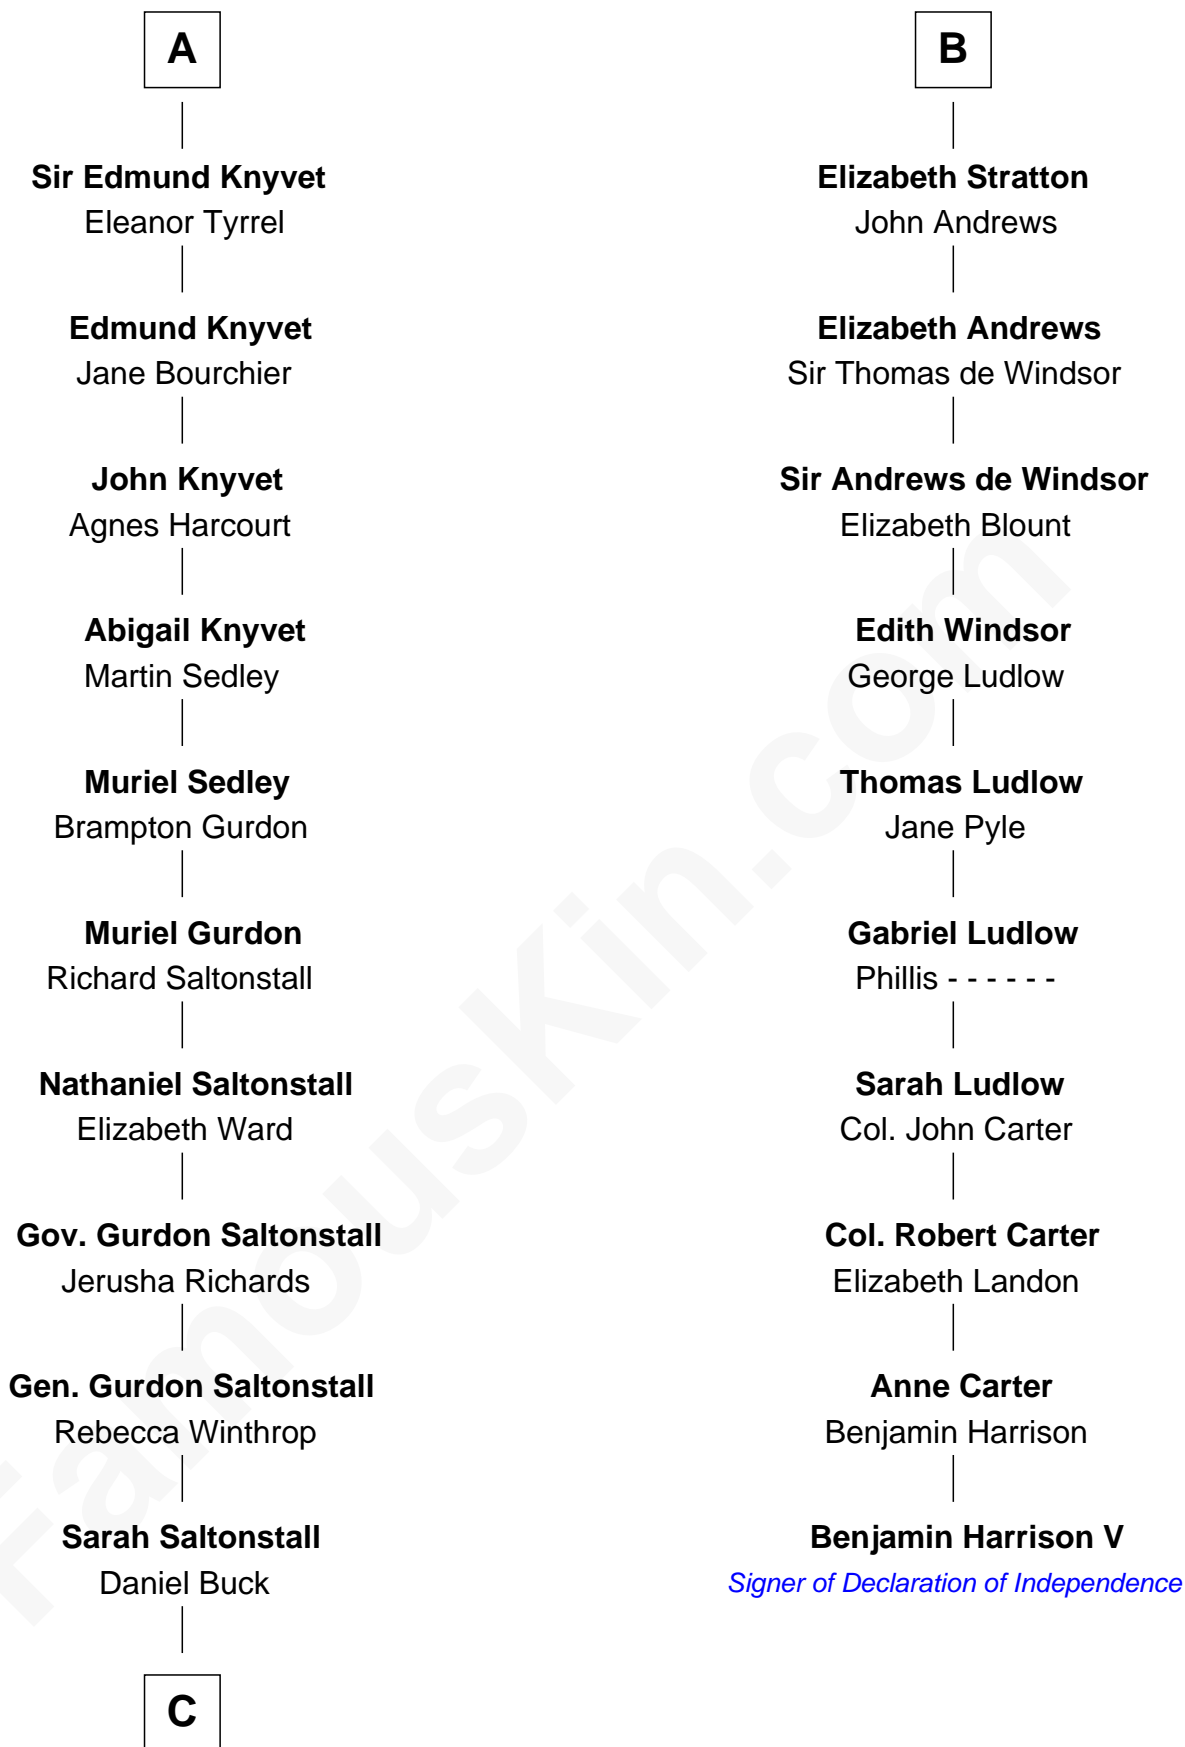 A
Sir Edmund Knyvet
Eleanor Tyrrel
Edmund Knyvet
Jane Bourchier
John Knyvet
Agnes Harcourt
Abigail Knyvet
Martin Sedley
Muriel Sedley
Brampton Gurdon
Muriel Gurdon
Richard Saltonstall
Nathaniel Saltonstall
Elizabeth Ward
Gov. Gurdon Saltonstall
Jerusha Richards
Gen. Gurdon Saltonstall
Rebecca Winthrop
Sarah Saltonstall
Daniel Buck
C
B
Elizabeth Stratton
John Andrews
Elizabeth Andrews
Sir Thomas de Windsor
Sir Andrews de Windsor
Elizabeth Blount
Edith Windsor
George Ludlow
Thomas Ludlow
Jane Pyle
Gabriel Ludlow
Phillis - - - - - -
Sarah Ludlow
Col. John Carter
Col. Robert Carter
Elizabeth Landon
Anne Carter
Benjamin Harrison
Benjamin Harrison V
Signer of Declaration of Independence
FamousKin.com